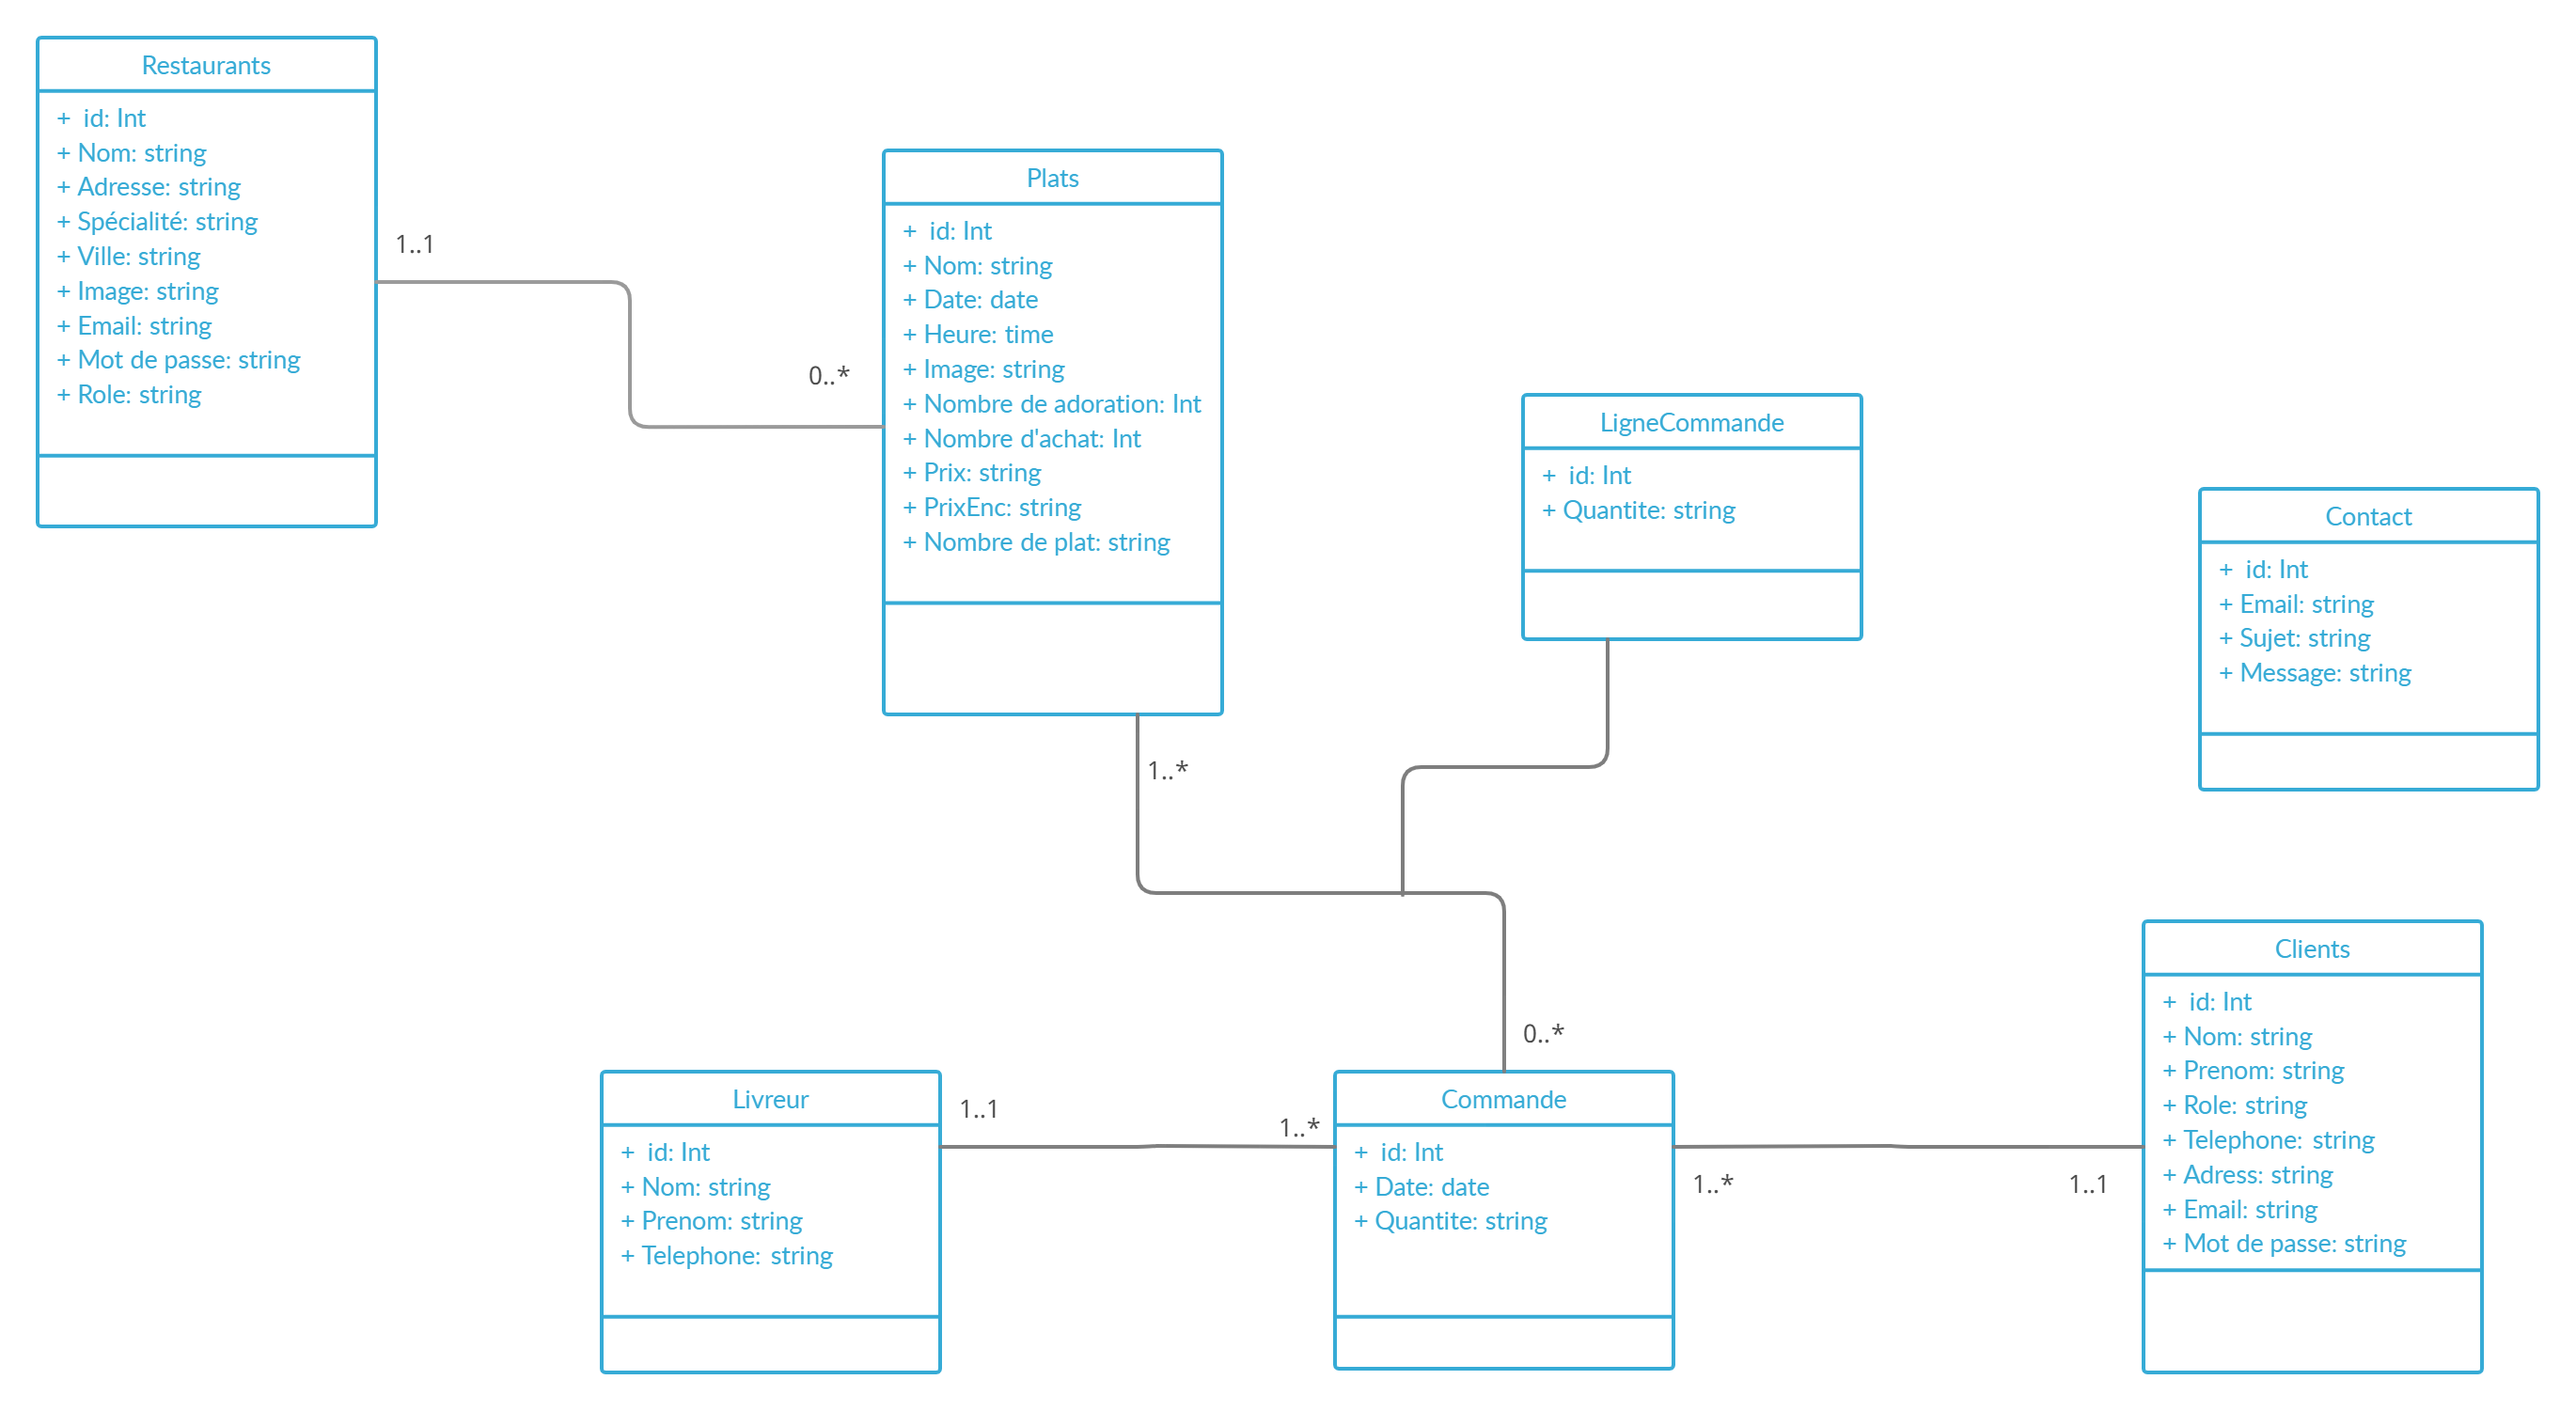 Restaurants
+ id: Int
+ Nom: string
+ Adresse: string
+ Spécialité: string
+ Ville: string
+ Image: string
+ Email: string
+ Mot de passe: string
+ Role: string
1..1
0..*
Plats
+ id: Int
+ Nom: string
+ Date: date
+ Heure: time
+ Image: string
+ Nombre de adoration: Int
+ Nombre d'achat: Int
+ Prix: string
+ PrixEnc: string
+ Nombre de plat: string
1..*
LigneCommande
+ id: Int
+ Quantite: string
Contact
+ id: Int
+ Email: string
+ Sujet: string
+ Message: string
0..*
Livreur
+ id: Int
+ Nom: string
+ Prenom: string
+ Telephone: string
1..1
1..*
Commande
+ id: Int
+ Date: date
+ Quantite: string
1..*
1..1
Clients
+ id: Int
+ Nom: string
+ Prenom: string
+ Role: string
+ Telephone: string
+ Adress: string
+ Email: string
+ Mot de passe: string